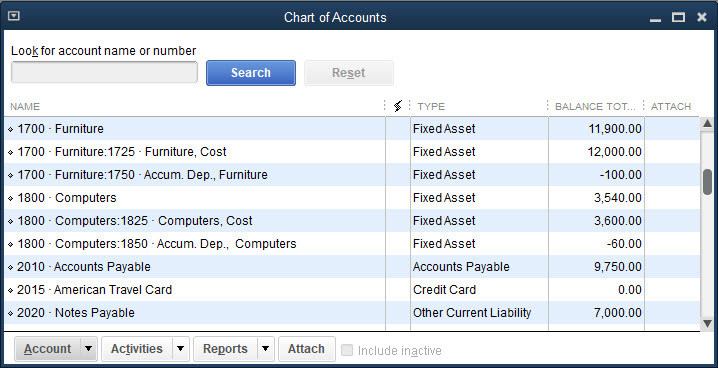 Chart of Accounts
Look for account name or number
Search Reset
NAME TYPE BALANCE TOT... ATTACH
1700 · Furniture Fixed Asset 11,900.00
1700 · Furniture:1725 · Furniture, Cost Fixed Asset 12,000.00
1700 · Furniture:1750 · Accum. Dep., Furniture Fixed Asset -100.00
1800 · Computers Fixed Asset 3,540.00
1800 · Computers:1825 · Computers, Cost Fixed Asset 3,600.00
1800 · Computers:1850 · Accum. Dep., Computers Fixed Asset -60.00
2010 · Accounts Payable Accounts Payable 9,750.00
2015 · American Travel Card Credit Card 0.00
2020 · Notes Payable Other Current Liability 7,000.00
Account Activities Reports Attach Include inactive